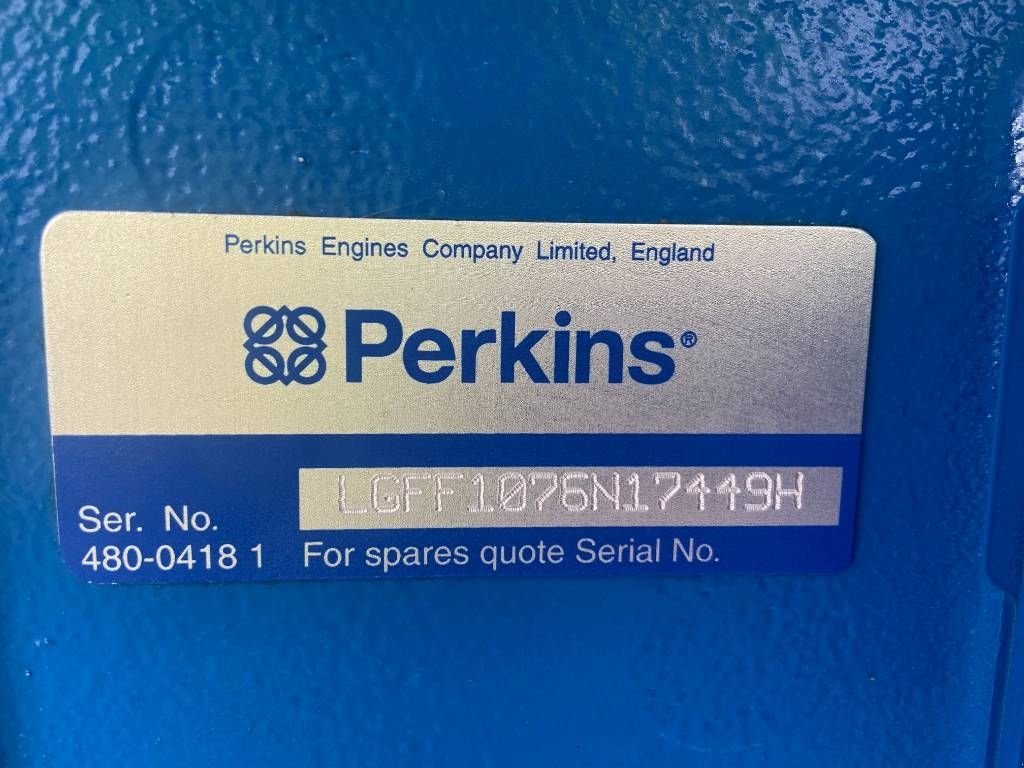 Perkins Engines Company Limited, England
Perkins®
LGFF1076N17449H
Ser. No.
480-0418 1 For spares quote Serial No.